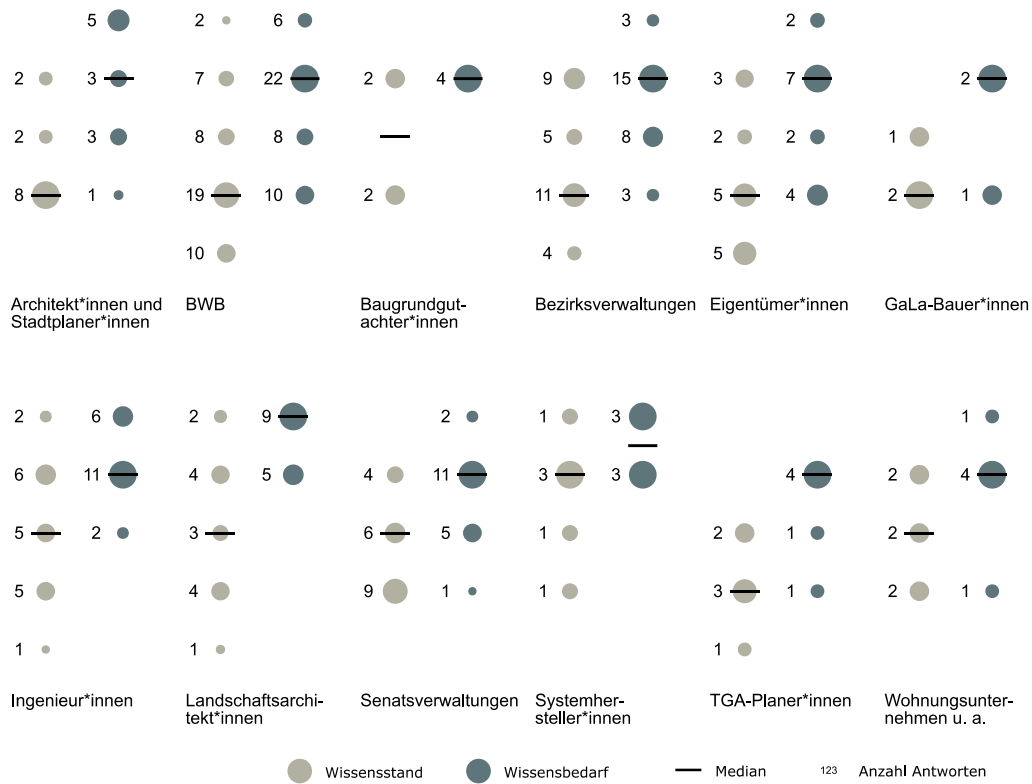 5 2 6 3 2
2 3 7 22 2 4 9 15 3 7 2
2 3 8 8 5 8 2 2 1
8 1 19 10 2 11 3 5 4 2 1
10 4 5
Architekt*innen und BWB Baugrundgut- Bezirksverwaltungen Eigentümer*innen GaLa-Bauer*innen
Stadtplaner*innen achter*innen
2 6 2 9 2 1 3 1
6 11 4 5 4 11 3 3 4 2 4
5 2 3 6 5 1 2 1 2
5 4 9 1 1 3 1 2 1
1 1 1
Ingenieur*innen Landschaftsarchi- Senatsverwaltungen Systemher- TGA-Planer*innen Wohnungsunter-
tekt*innen steller*innen nehmen u. a.
Wissensstand Wissensbedarf Median 123 Anzahl Antworten